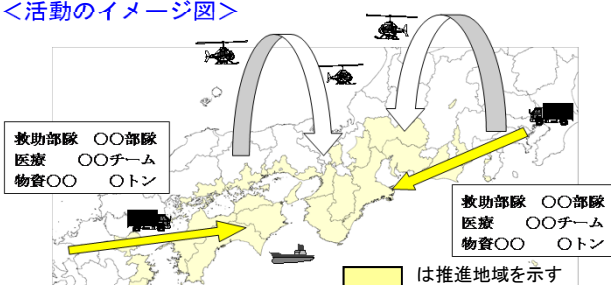 <活動のイメージ図>
救助部隊 〇〇部隊
医療 〇〇チーム
物資〇〇 〇トン
救助部隊 〇〇部隊
医療 〇〇チーム
物資〇〇 〇トン
は推進地域を示す